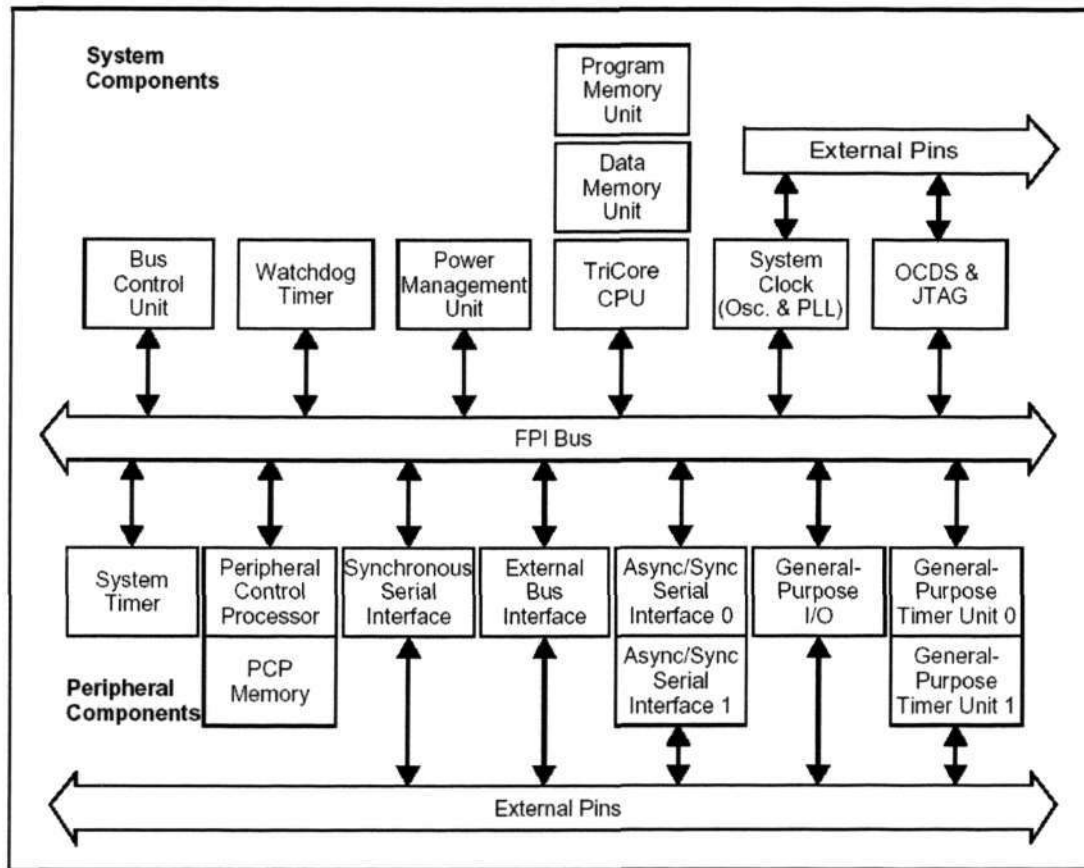 System
Components
Program
Memory
Unit
Data
Memory
Unit
External Pins
Bus
Control
Unit
Watchdog
Timer
Power
Management
Unit
TriCore
CPU
System
Clock
(Osc. & PLL)
OCDS &
JTAG
FPI Bus
System
Timer
Peripheral
Control
Processor
PCP
Memory
Synchronous
Serial
Interface
External
Bus
Interface
Async/Sync
Serial
Interface 0
Async/Sync
Serial
Interface 1
General-
Purpose
I/O
General-
Purpose
Timer Unit 0
General-
Purpose
Timer Unit 1
Peripheral
Components
External Pins